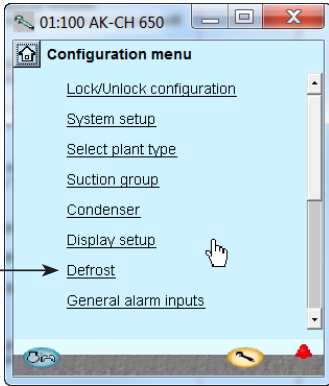 01:100 AK-CH 650
Configuration menu
Lock/Unlock configuration
System setup
Select plant type
Suction group
Condenser
Display setup
Defrost
General alarm inputs